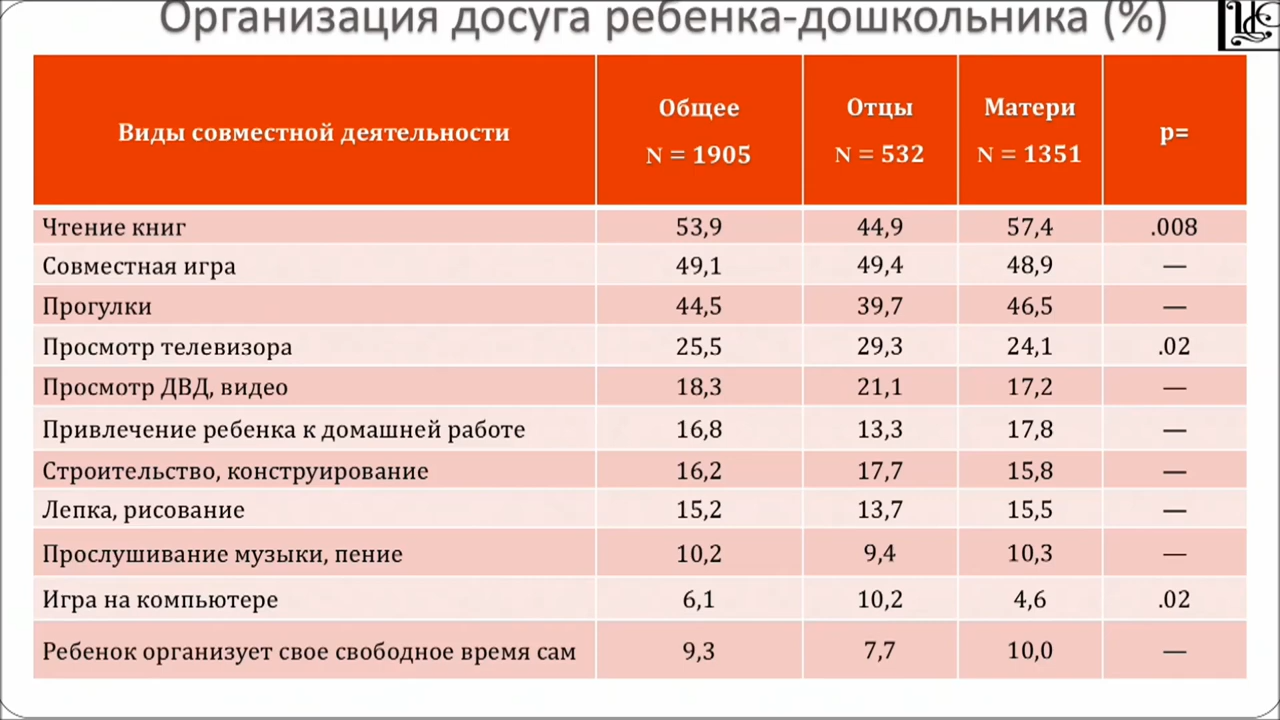 Организация досуга ребенка-дошкольника (%)
Виды совместной деятельности Общее N = 1905 Отцы N = 532 Матери N = 1351 p=
Чтение книг 53,9 44,9 57,4 .008
Совместная игра 49,1 49,4 48,9 —
Прогулки 44,5 39,7 46,5 —
Просмотр телевизора 25,5 29,3 24,1 .02
Просмотр ДВД, видео 18,3 21,1 17,2 —
Привлечение ребенка к домашней работе 16,8 13,3 17,8 —
Строительство, конструирование 16,2 17,7 15,8 —
Лепка, рисование 15,2 13,7 15,5 —
Прослушивание музыки, пение 10,2 9,4 10,3 —
Игра на компьютере 6,1 10,2 4,6 .02
Ребенок организует свое свободное время сам 9,3 7,7 10,0 —